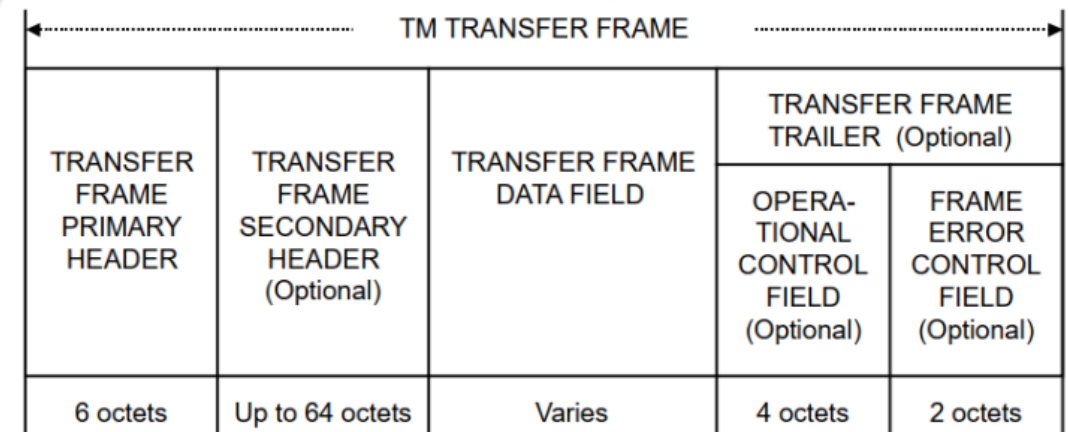 TM TRANSFER FRAME
TRANSFER
FRAME
PRIMARY
HEADER
TRANSFER
FRAME
SECONDARY
HEADER
(Optional)
TRANSFER FRAME
DATA FIELD
TRANSFER FRAME
TRAILER (Optional)
OPERA-
TIONAL
CONTROL
FIELD
(Optional)
FRAME
ERROR
CONTROL
FIELD
(Optional)
6 octets
Up to 64 octets
Varies
4 octets
2 octets